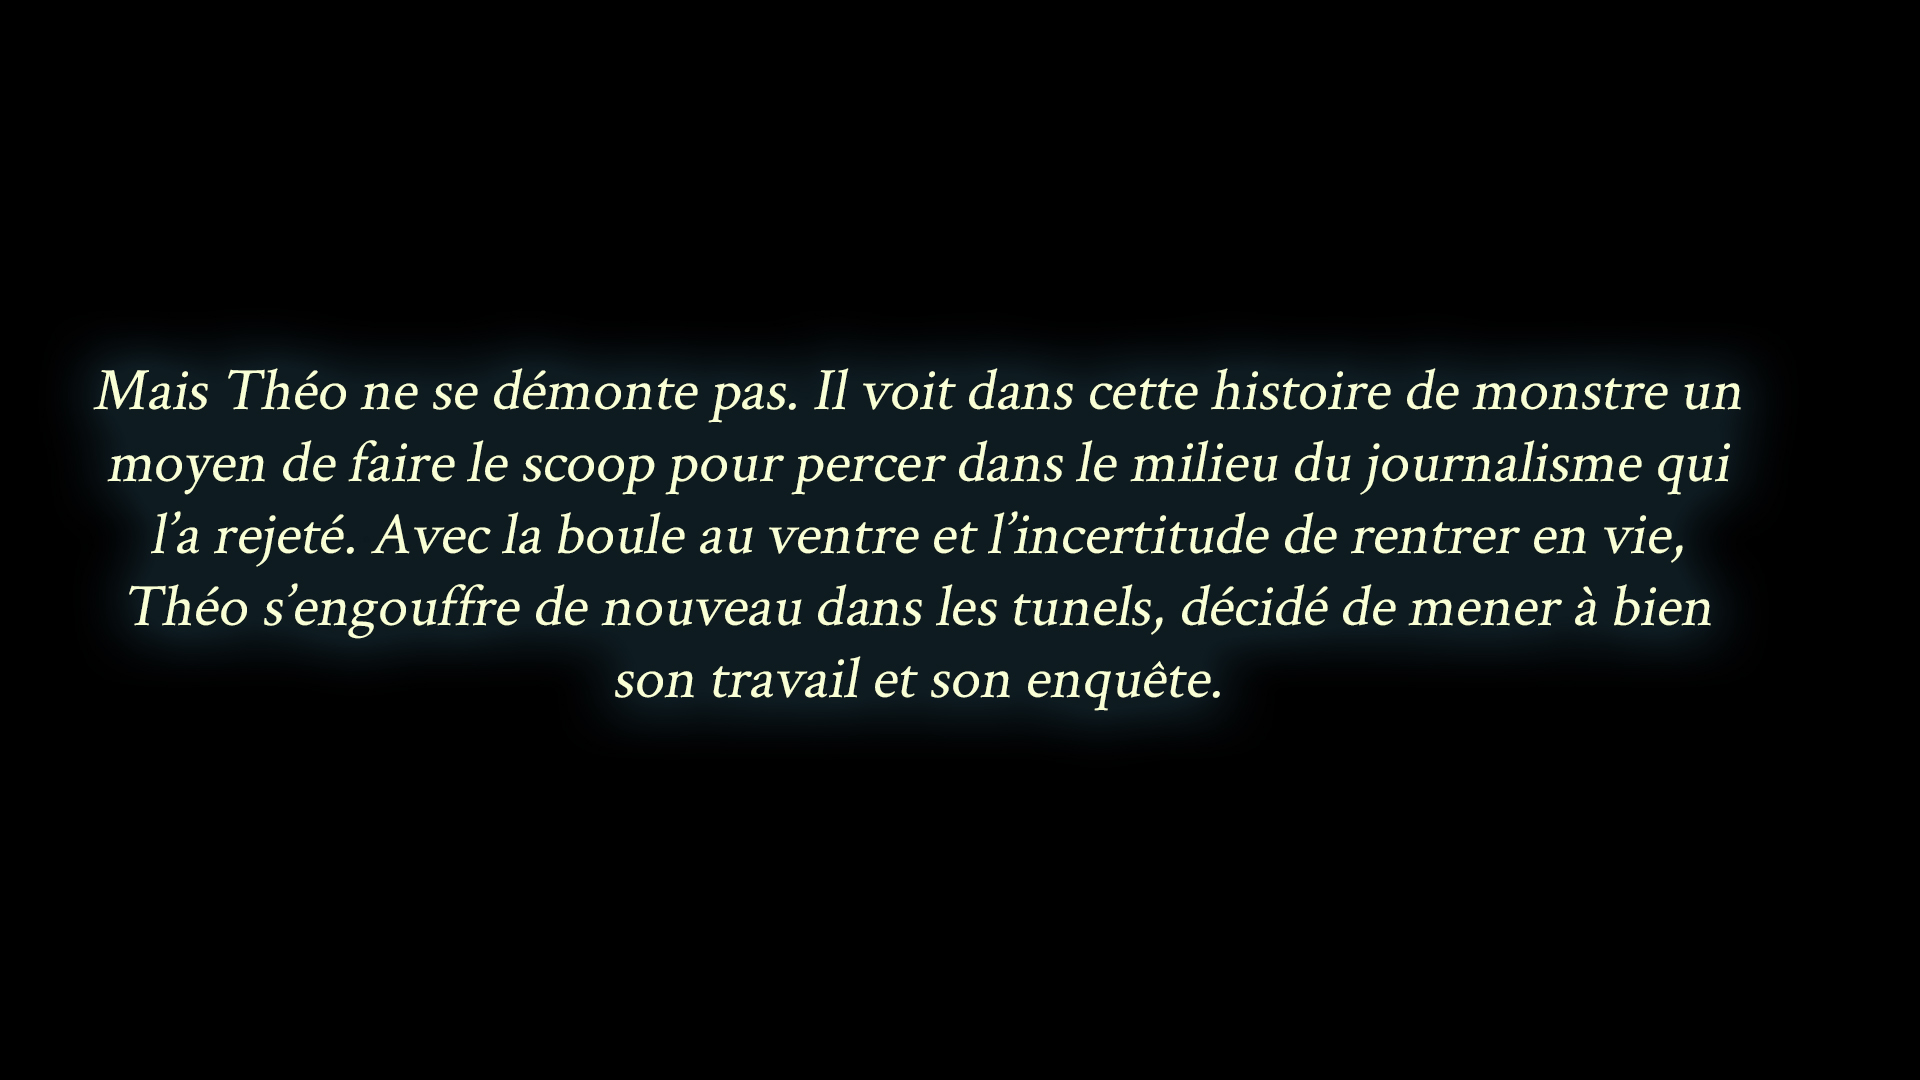 Mais Théo ne se démonte pas. Il voit dans cette histoire de monstre un
moyen de faire le scoop pour percer dans le milieu du journalisme qui
l’a rejeté. Avec la boule au ventre et l’incertitude de rentrer en vie,
Théo s’engouffre de nouveau dans les tunels, décidé de mener à bien
son travail et son enquête.